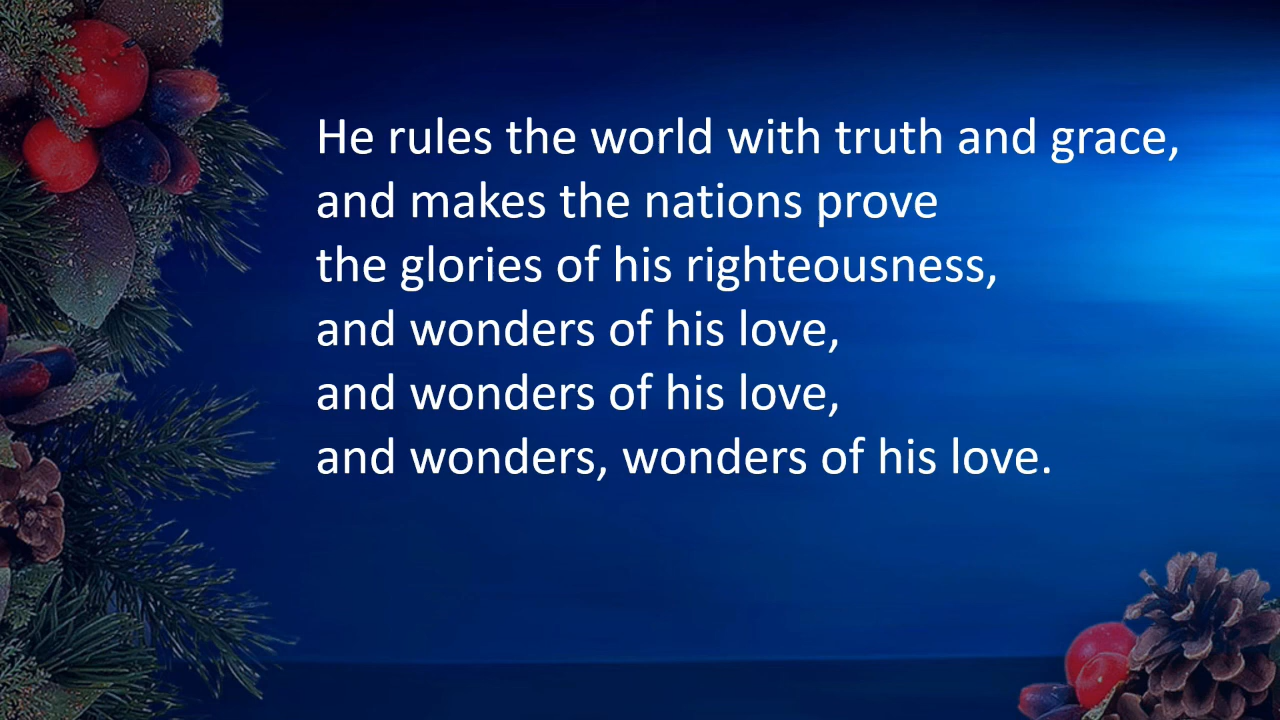 He rules the world with truth and grace,
and makes the nations prove
the glories of his righteousness,
and wonders of his love,
and wonders of his love,
and wonders, wonders of his love.